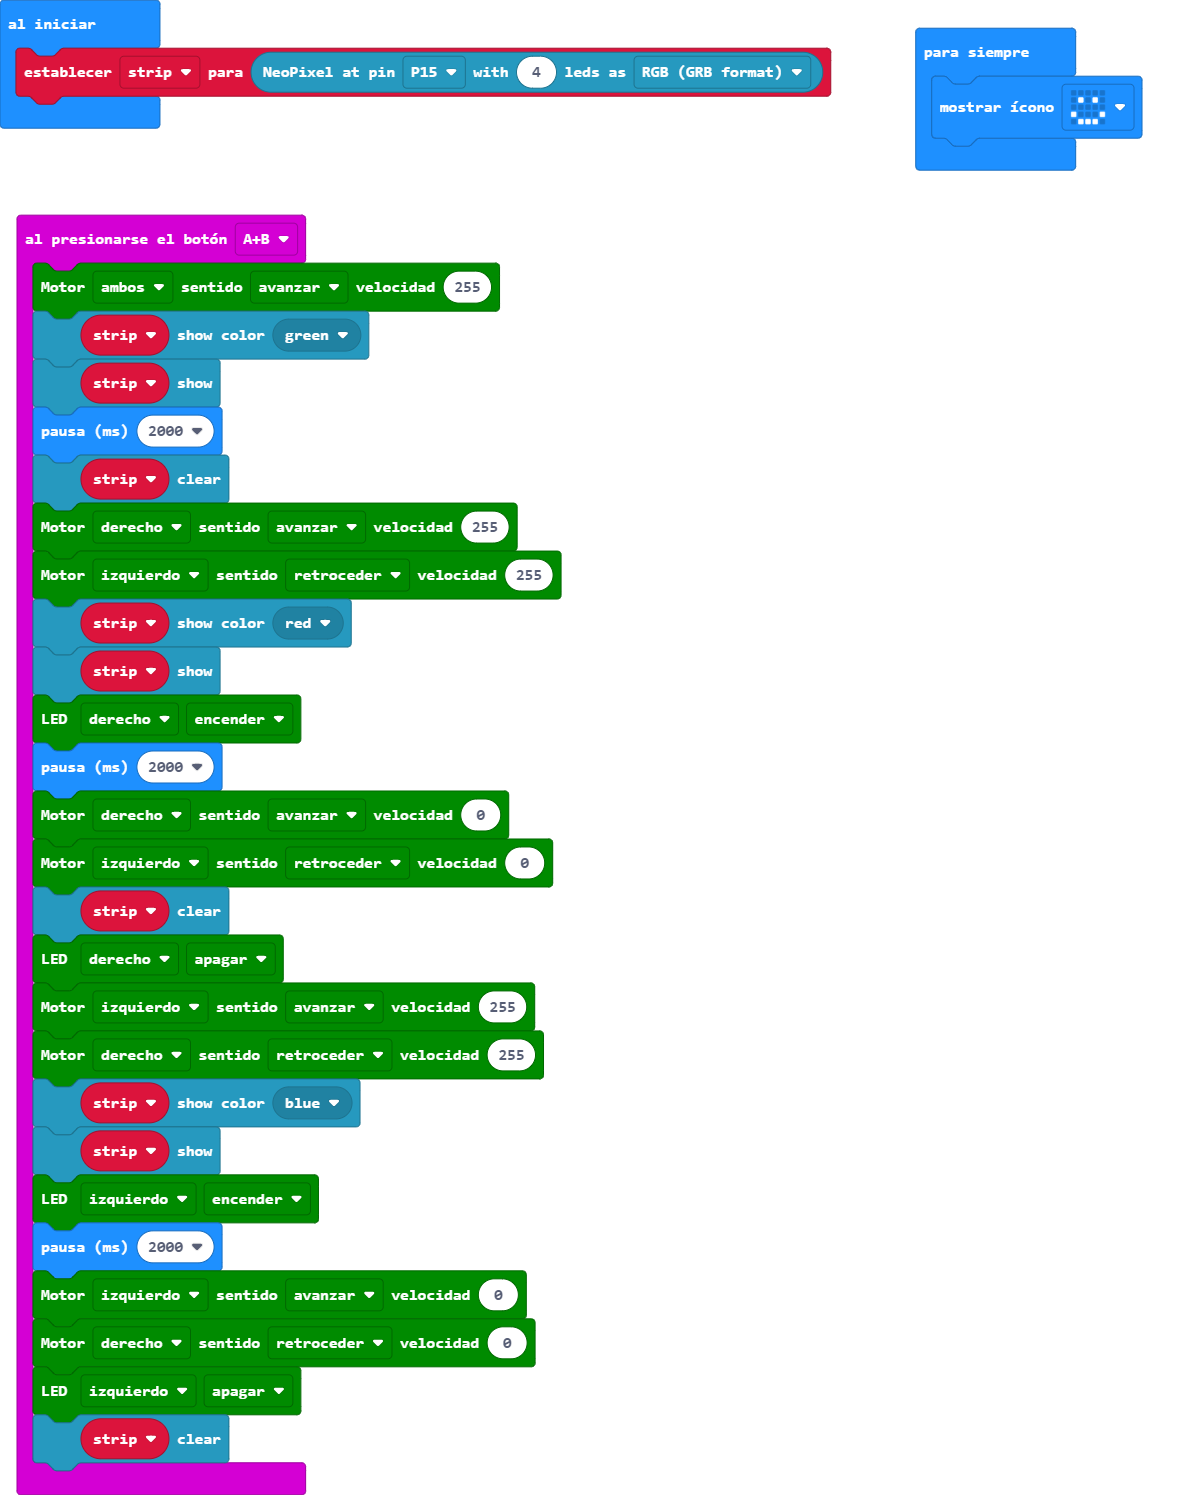 al iniciar
establecer strip para NeoPixel at pin P15 with 4 leds as RGB (GRB format)
para siempre
mostrar ícono
al presionarse el botón A+B
Motor ambos sentido avanzar velocidad 255
strip show color green
strip show
pausa (ms) 2000
strip clear
Motor derecho sentido avanzar velocidad 255
Motor izquierdo sentido retroceder velocidad 255
strip show color red
strip show
LED derecho encender
pausa (ms) 2000
Motor derecho sentido avanzar velocidad 0
Motor izquierdo sentido retroceder velocidad 0
strip clear
LED derecho apagar
Motor izquierdo sentido avanzar velocidad 255
Motor derecho sentido retroceder velocidad 255
strip show color blue
strip show
LED izquierdo encender
pausa (ms) 2000
Motor izquierdo sentido avanzar velocidad 0
Motor derecho sentido retroceder velocidad 0
LED izquierdo apagar
strip clear